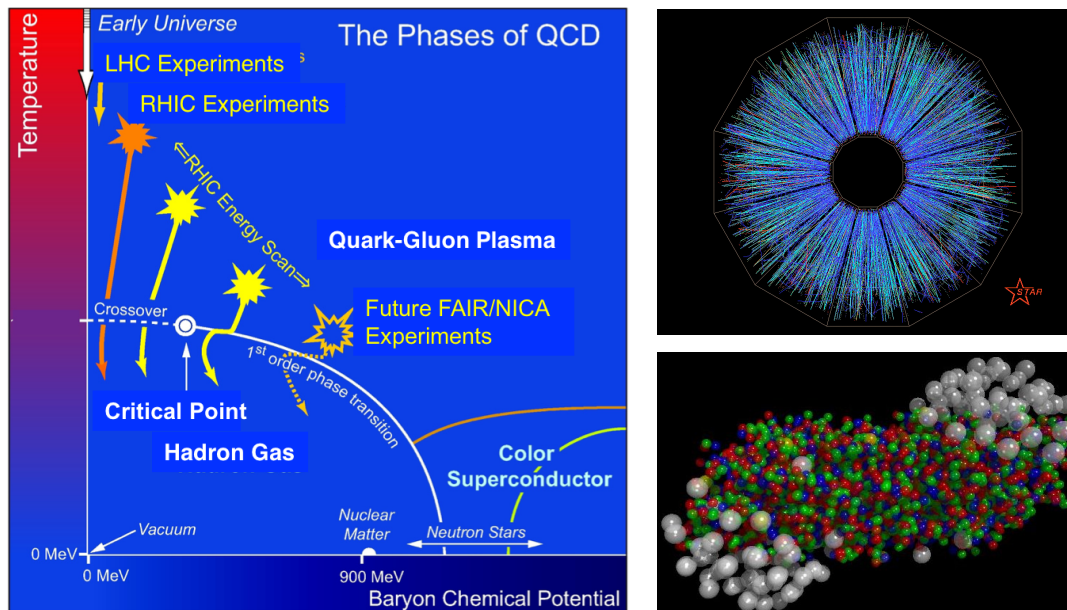 Early Universe
The Phases of QCD
Temperature
LHC Experiments
RHIC Experiments
RHIC Energy Scan
Quark-Gluon Plasma
Crossover
Future FAIR/NICA
Experiments
1st order phase transition
Critical Point
Hadron Gas
Color
Superconductor
Vacuum
Nuclear
Matter
Neutron Stars
0 MeV
0 MeV
900 MeV
Baryon Chemical Potential
STAR